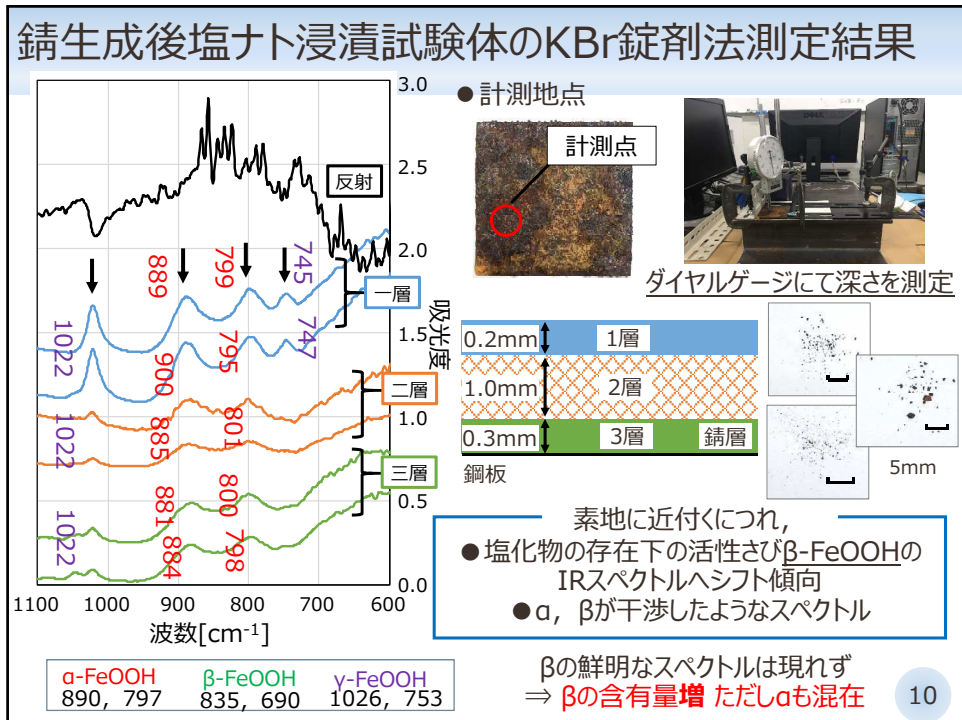 錆生成後塩ナト浸漬試験体のKBr錠剤法測定結果
3.0
2.5
2.0
1.5
1.0
0.5
0.0
吸光度
反射
889
799
745
一層
1022
900
795
747
二層
1022
885
801
三層
1022
881
800
884
798
1100 1000 900 800 700 600
波数[cm-1]
α-FeOOH
890, 797
β-FeOOH
835, 690
γ-FeOOH
1026, 753
●計測地点
計測点
ダイヤルゲージにて深さを測定
0.2mm 1層
1.0mm 2層
0.3mm 3層 錆層
鋼板
5mm
素地に近付くにつれ,
●塩化物の存在下の活性さびβ-FeOOHの
IRスペクトルへシフト傾向
●α, βが干渉したようなスペクトル
βの鮮明なスペクトルは現れず
⇒ βの含有量増 ただしαも混在
10